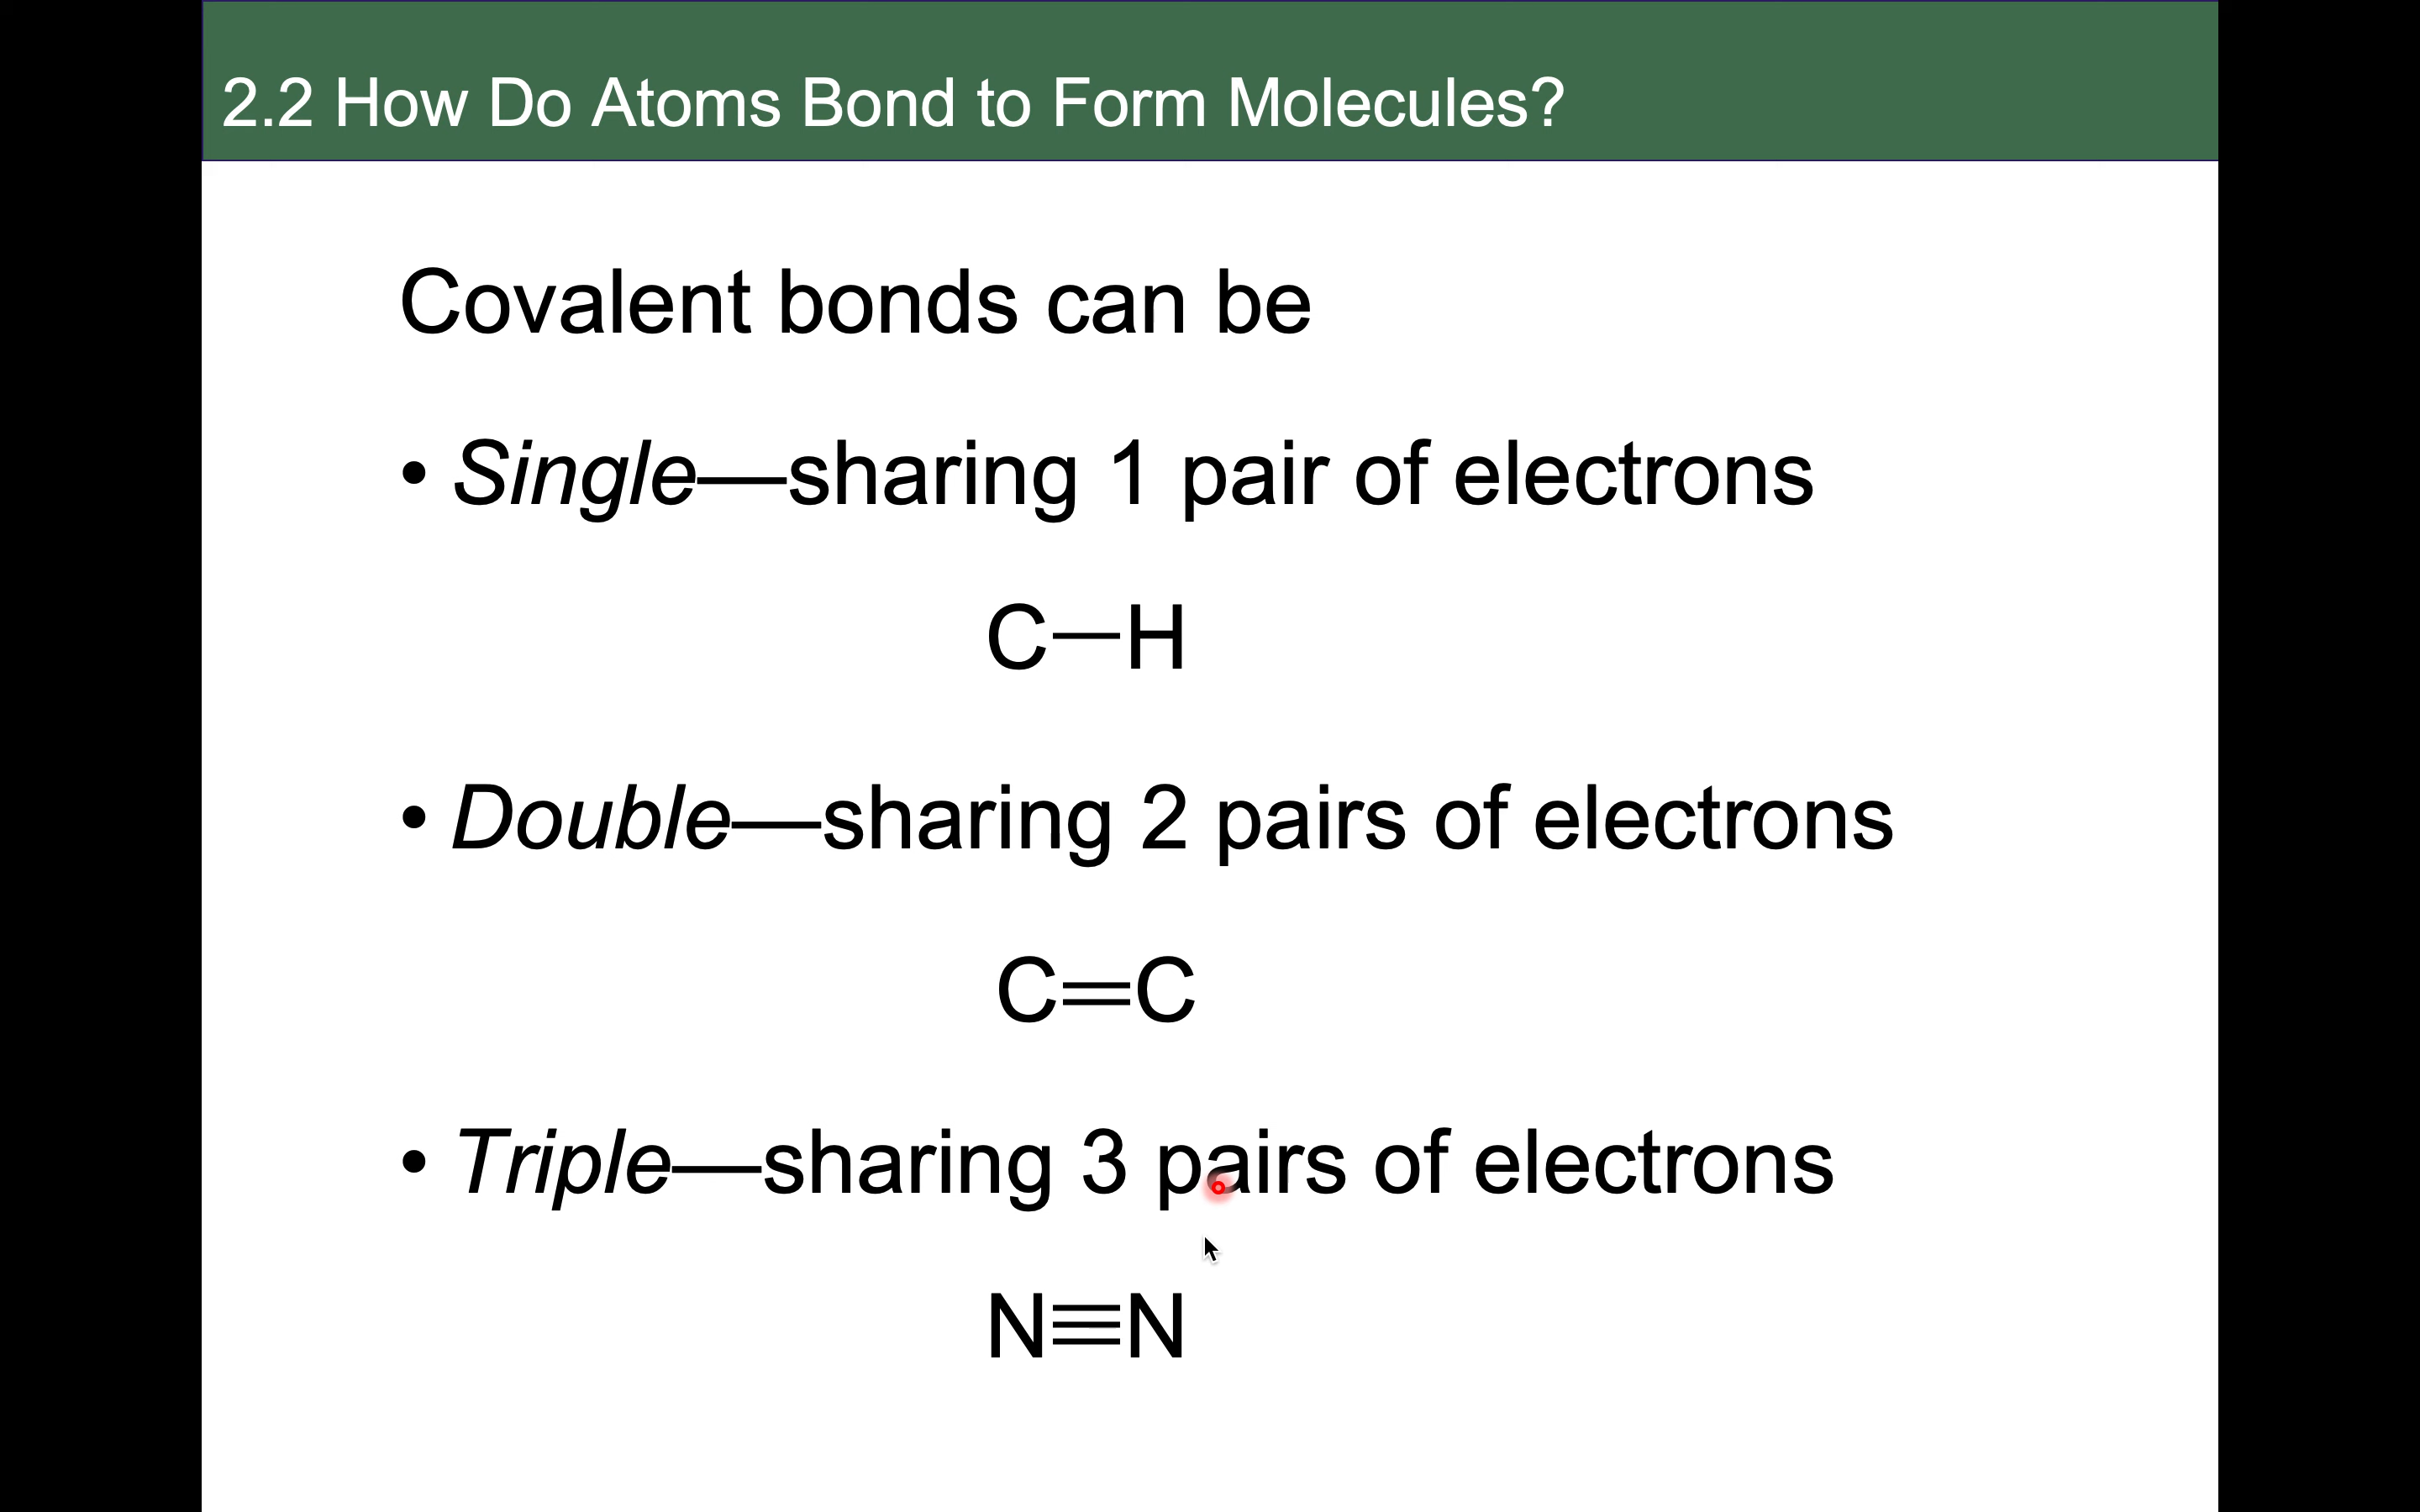 2.2 How Do Atoms Bond to Form Molecules?
Covalent bonds can be
• Single—sharing 1 pair of electrons
C—H
• Double—sharing 2 pairs of electrons
C=C
• Triple—sharing 3 pairs of electrons
N≡N